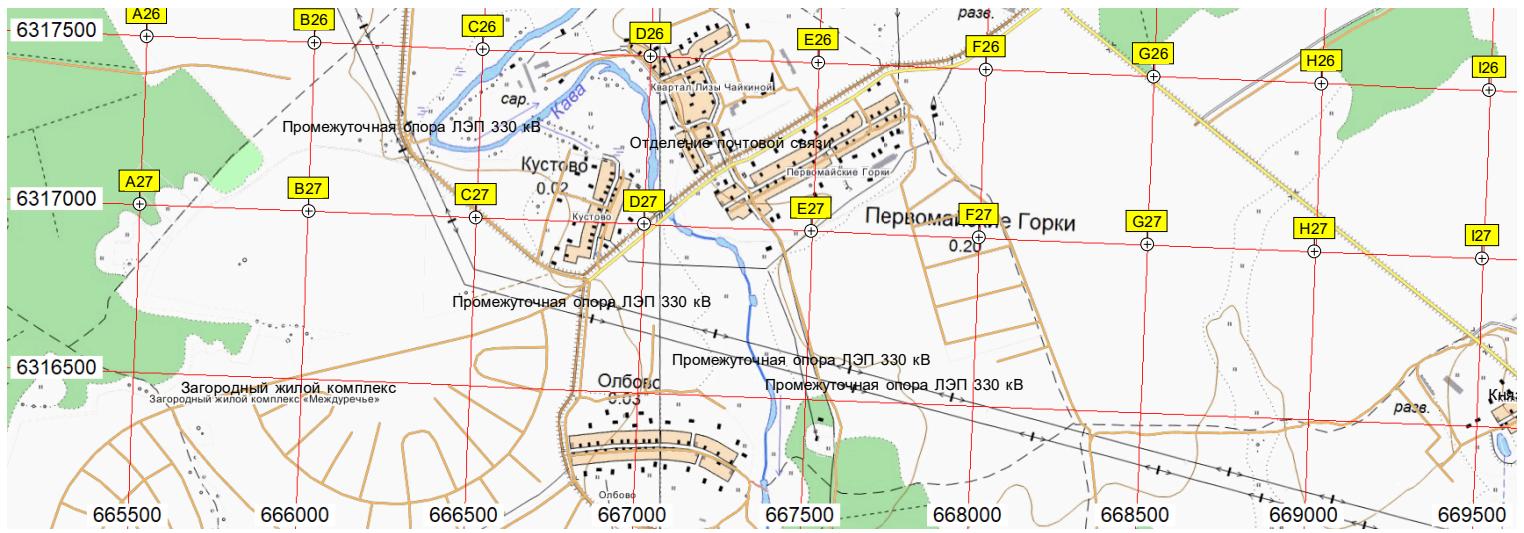 A26
B26
C26
D26
E26
F26
G26
H26
I26
6317500
разв.
Квартал Лизы Чайкиной
сар.
Кава
Промежуточная опора ЛЭП 330 кВ
Отделение почтовой связи
Кустово
0.02
Первомайские Горки
A27
B27
C27
D27
E27
F27
G27
H27
I27
6317000
Кустово
Первомайские Горки
0.20
Промежуточная опора ЛЭП 330 кВ
Промежуточная опора ЛЭП 330 кВ
6316500
Загородный жилой комплекс
Загородный жилой комплекс «Междуречье»
Олбово
0.03
Промежуточная опора ЛЭП 330 кВ
разв.
Княз
Олбово
665500
666000
666500
667000
667500
668000
668500
669000
669500